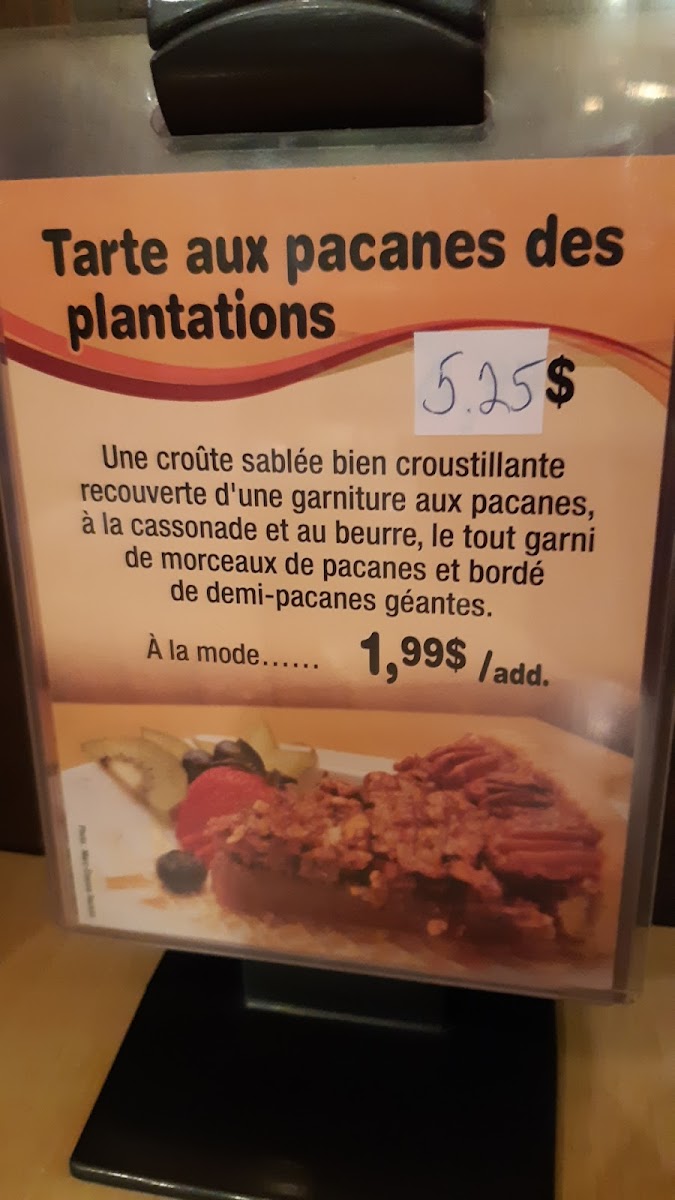 Tarte aux pacanes des
plantations
5.25$
Une croûte sablée bien croustillante
recouverte d'une garniture aux pacanes,
à la cassonade et au beurre, le tout garni
de morceaux de pacanes et bordé
de demi-pacanes géantes.
À la mode...... 1,99$ /add.